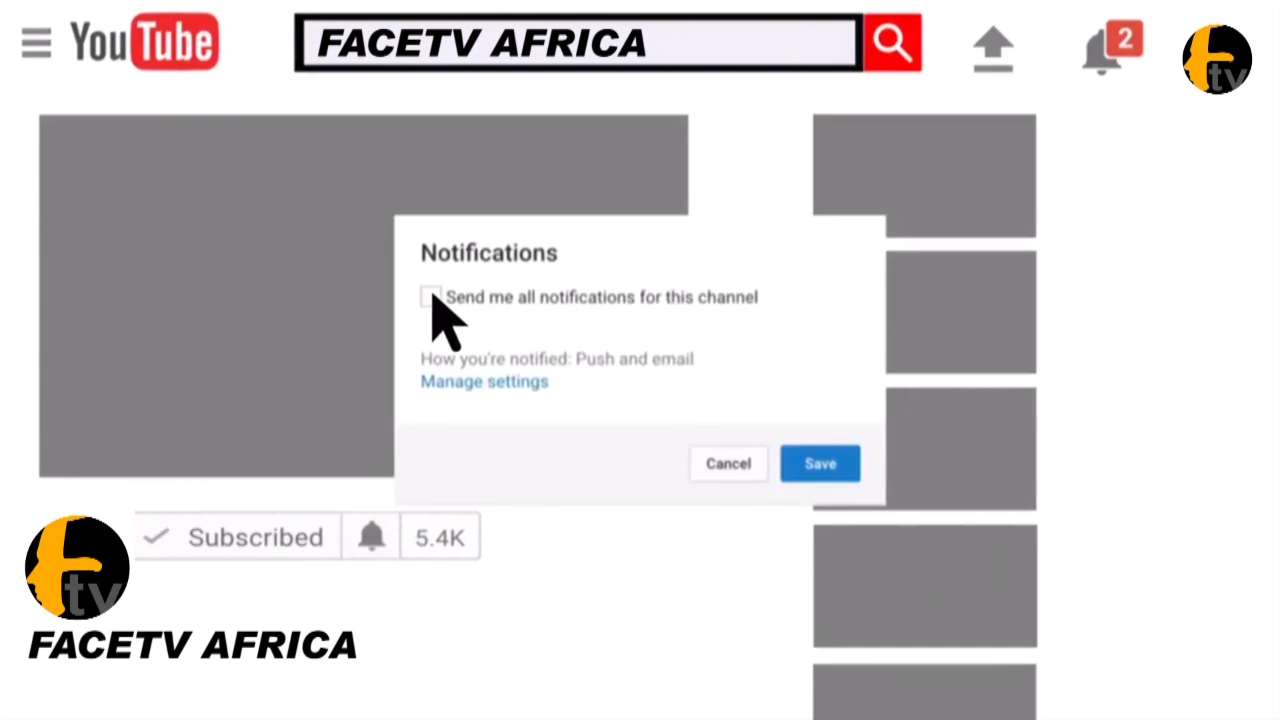 YouTube
FACETV AFRICA
2
tv
Notifications
Send me all notifications for this channel
How you're notified: Push and email
Manage settings
Cancel
Save
Subscribed
5.4K
tv
FACETV AFRICA